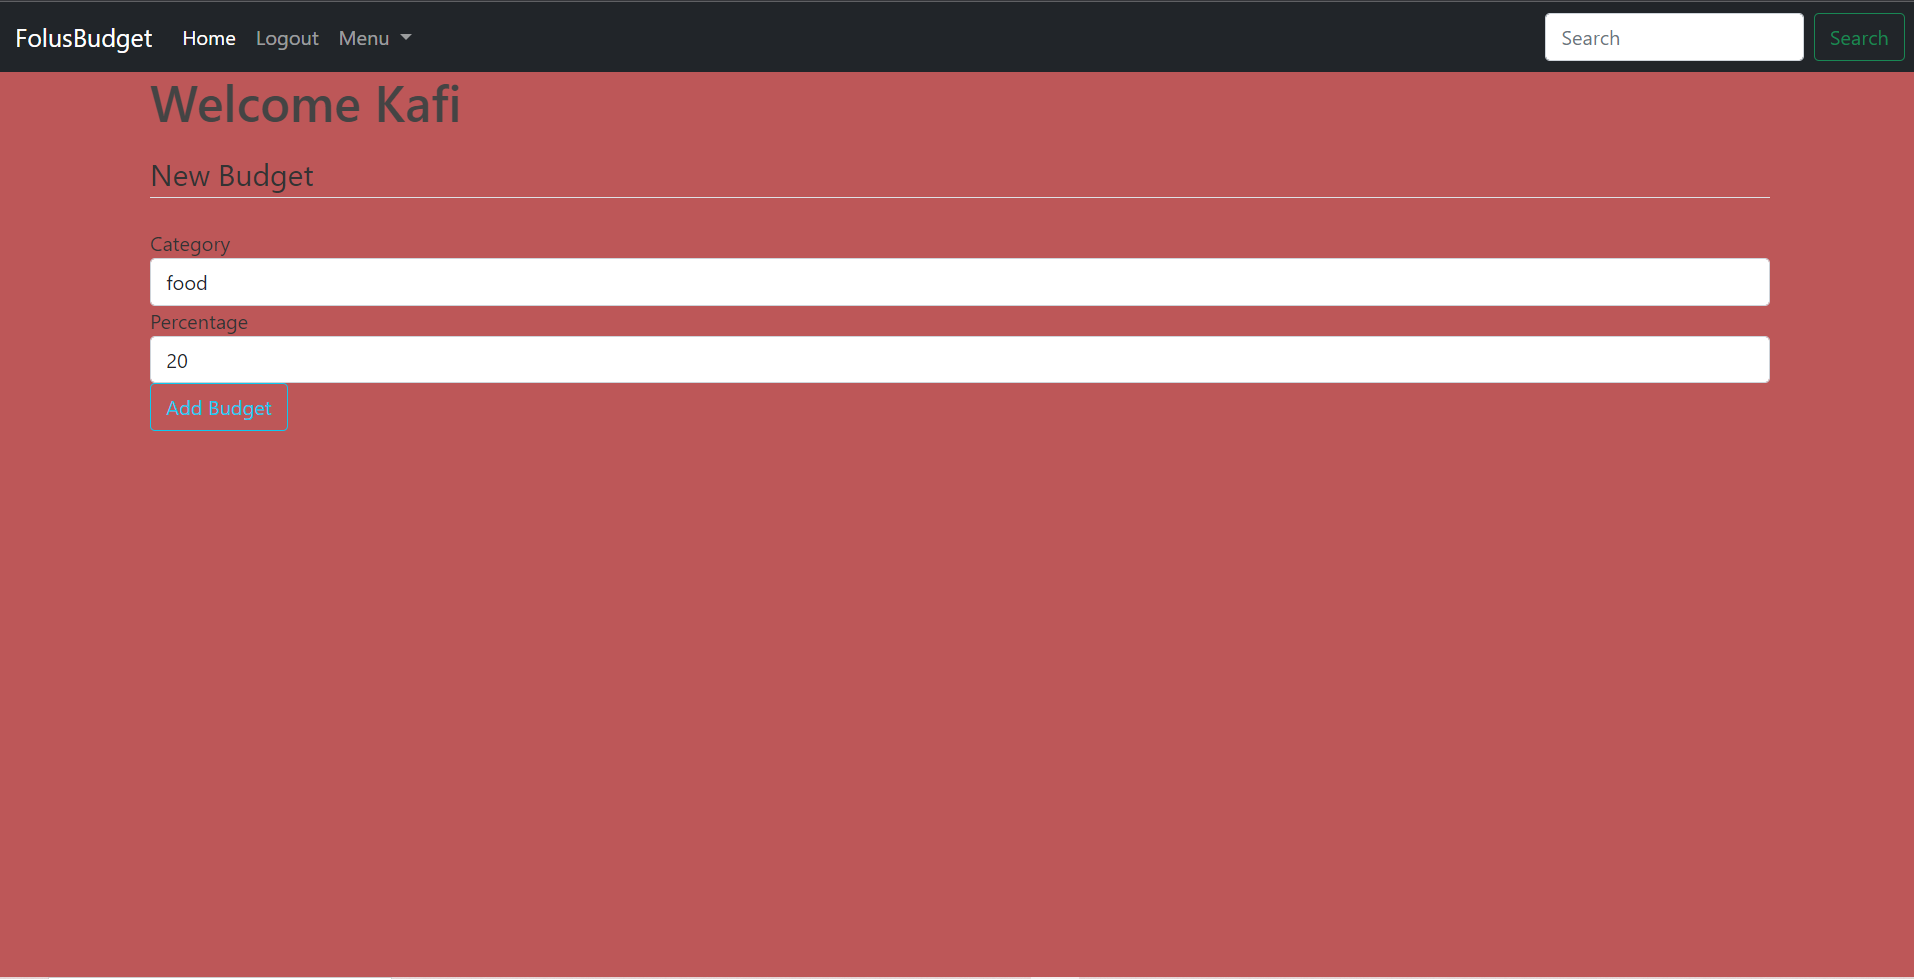 FolusBudget Home Logout Menu Search Search
Welcome Kafi
New Budget
Category
food
Percentage
20
Add Budget